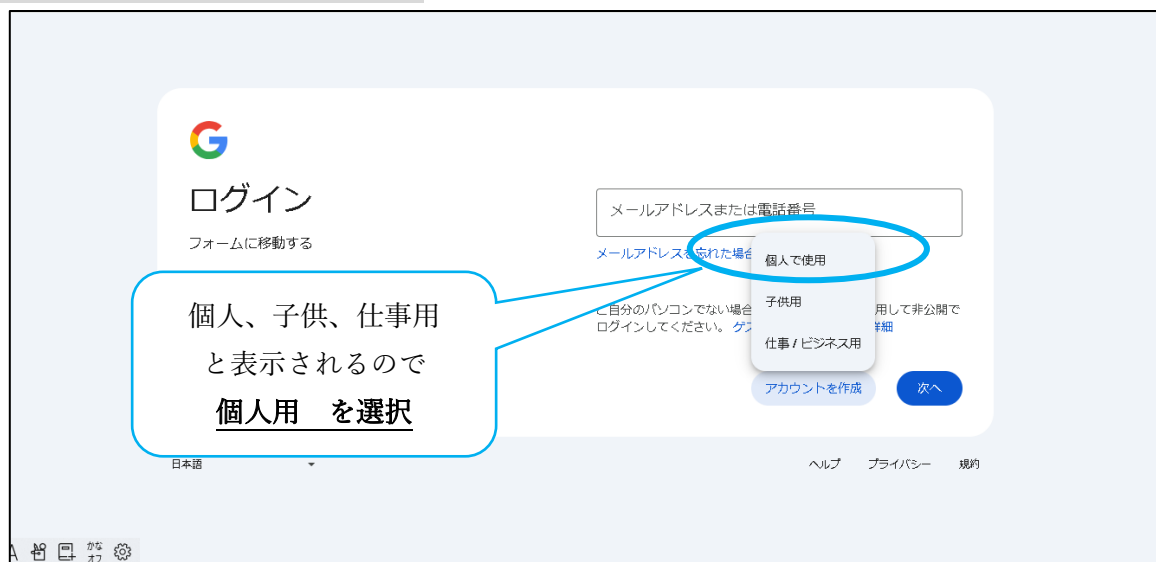 ログイン
フォームに移動する
メールアドレスまたは電話番号
メールアドレスを忘れた場合
個人で使用
子供用
仕事 / ビジネス用
ご自分のパソコンでない場合
用して非公開で
ログインしてください。 ゲス
詳細
アカウントを作成
次へ
個人、子供、仕事用
と表示されるので
個人用　を選択
日本語
ヘルプ
プライバシー
規約
A
かな
オフ